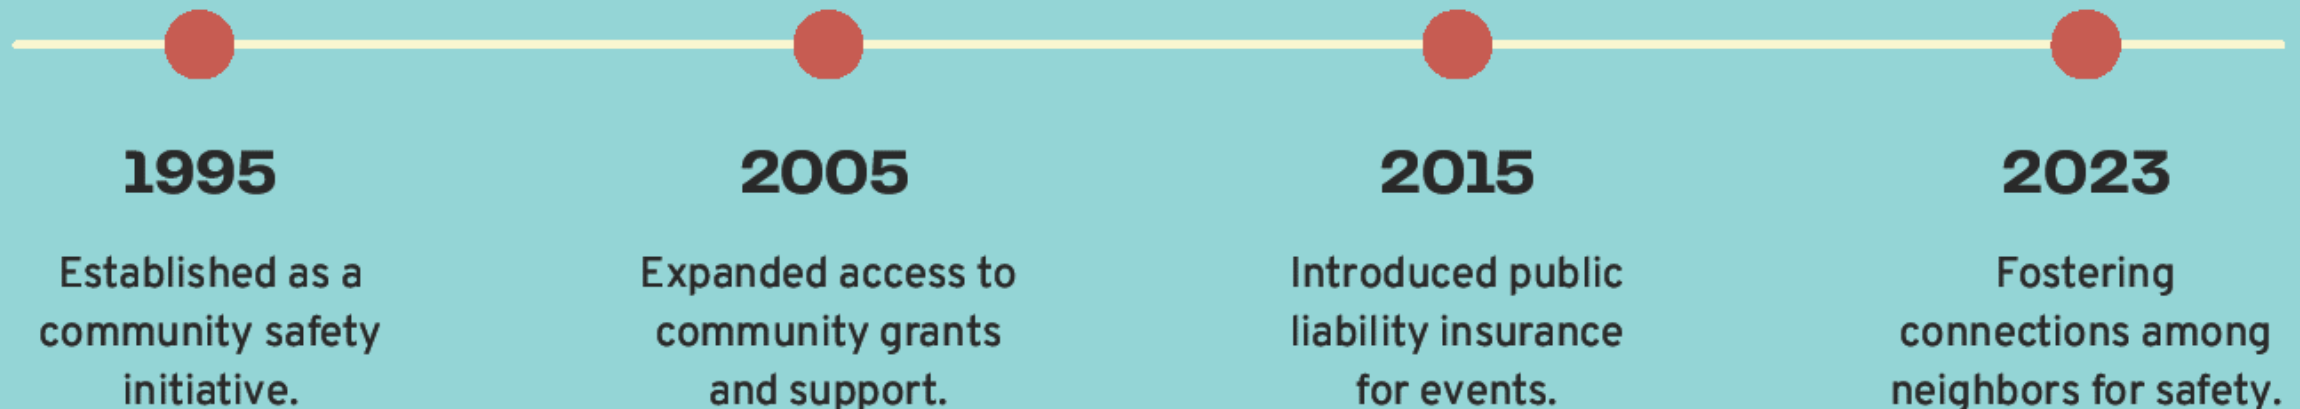 1995
Established as a
community safety
initiative.
2005
Expanded access to
community grants
and support.
2015
Introduced public
liability insurance
for events.
2023
Fostering
connections among
neighbors for safety.